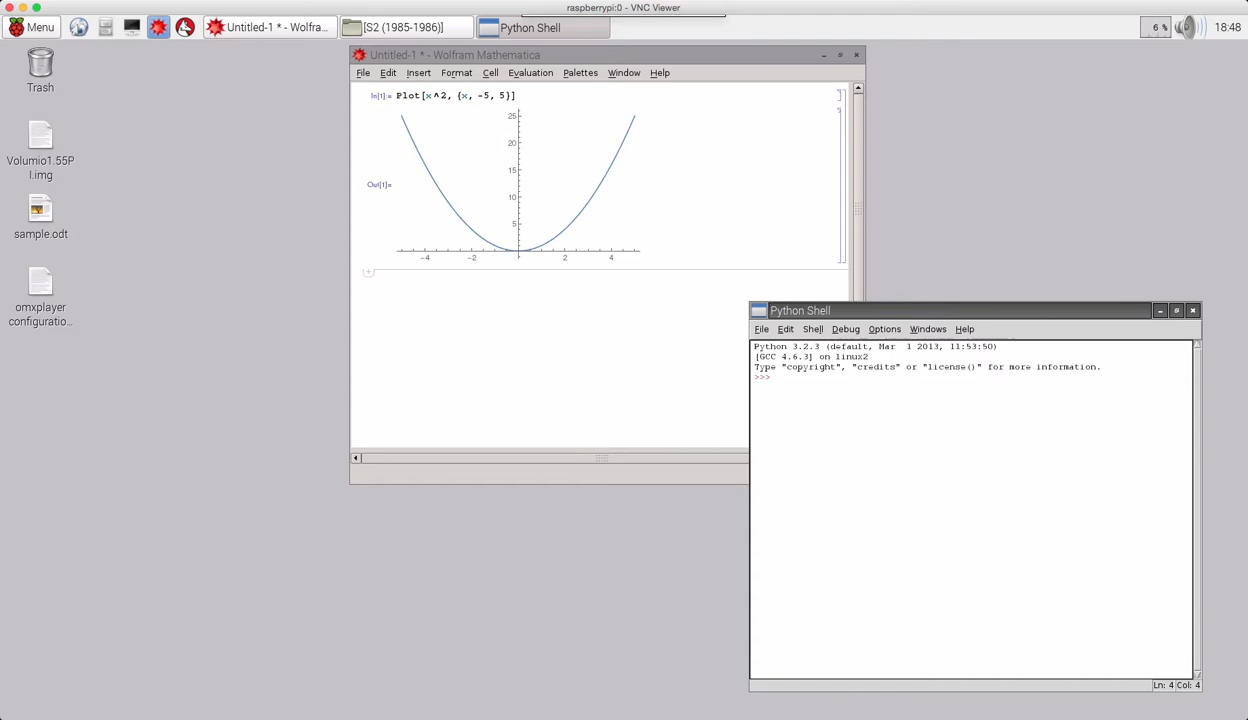 raspberrypi:0 - VNC Viewer
Menu
Untitled-1 * - Wolfra...
[S2 (1985-1986)]
Python Shell
6 %
18:48
Trash
Volumio1.55P
I.img
sample.odt
omxplayer
configuratio...
Untitled-1 * - Wolfram Mathematica
File Edit Insert Format Cell Evaluation Palettes Window Help
In[1]:= Plot[x^2, {x, -5, 5}]
25
20
15
10
5
Out[1]=
-4 -2 2 4
Python Shell
File Edit Shell Debug Options Windows Help
Python 3.2.3 (default, Mar  1 2013, 11:53:50)
[GCC 4.6.3] on linux2
Type "copyright", "credits" or "license()" for more information.
>>>
Ln: 4 Col: 4